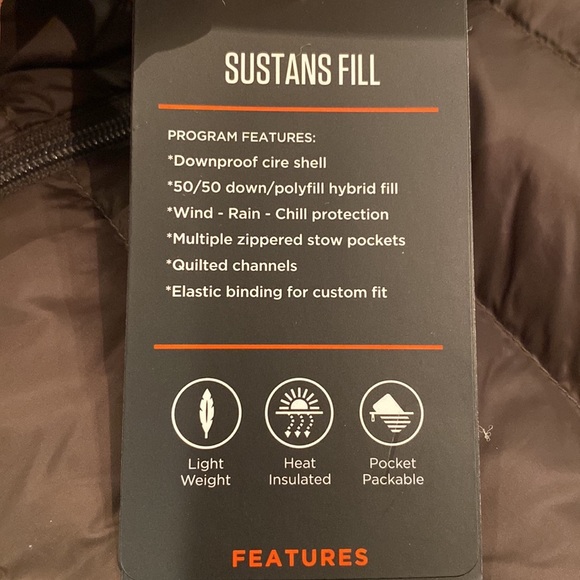 SUSTANS FILL
PROGRAM FEATURES:
*Downproof cire shell
*50/50 down/polyfill hybrid fill
*Wind - Rain - Chill protection
*Multiple zippered stow pockets
*Quilted channels
*Elastic binding for custom fit
Light Weight
Heat Insulated
Pocket Packable
FEATURES